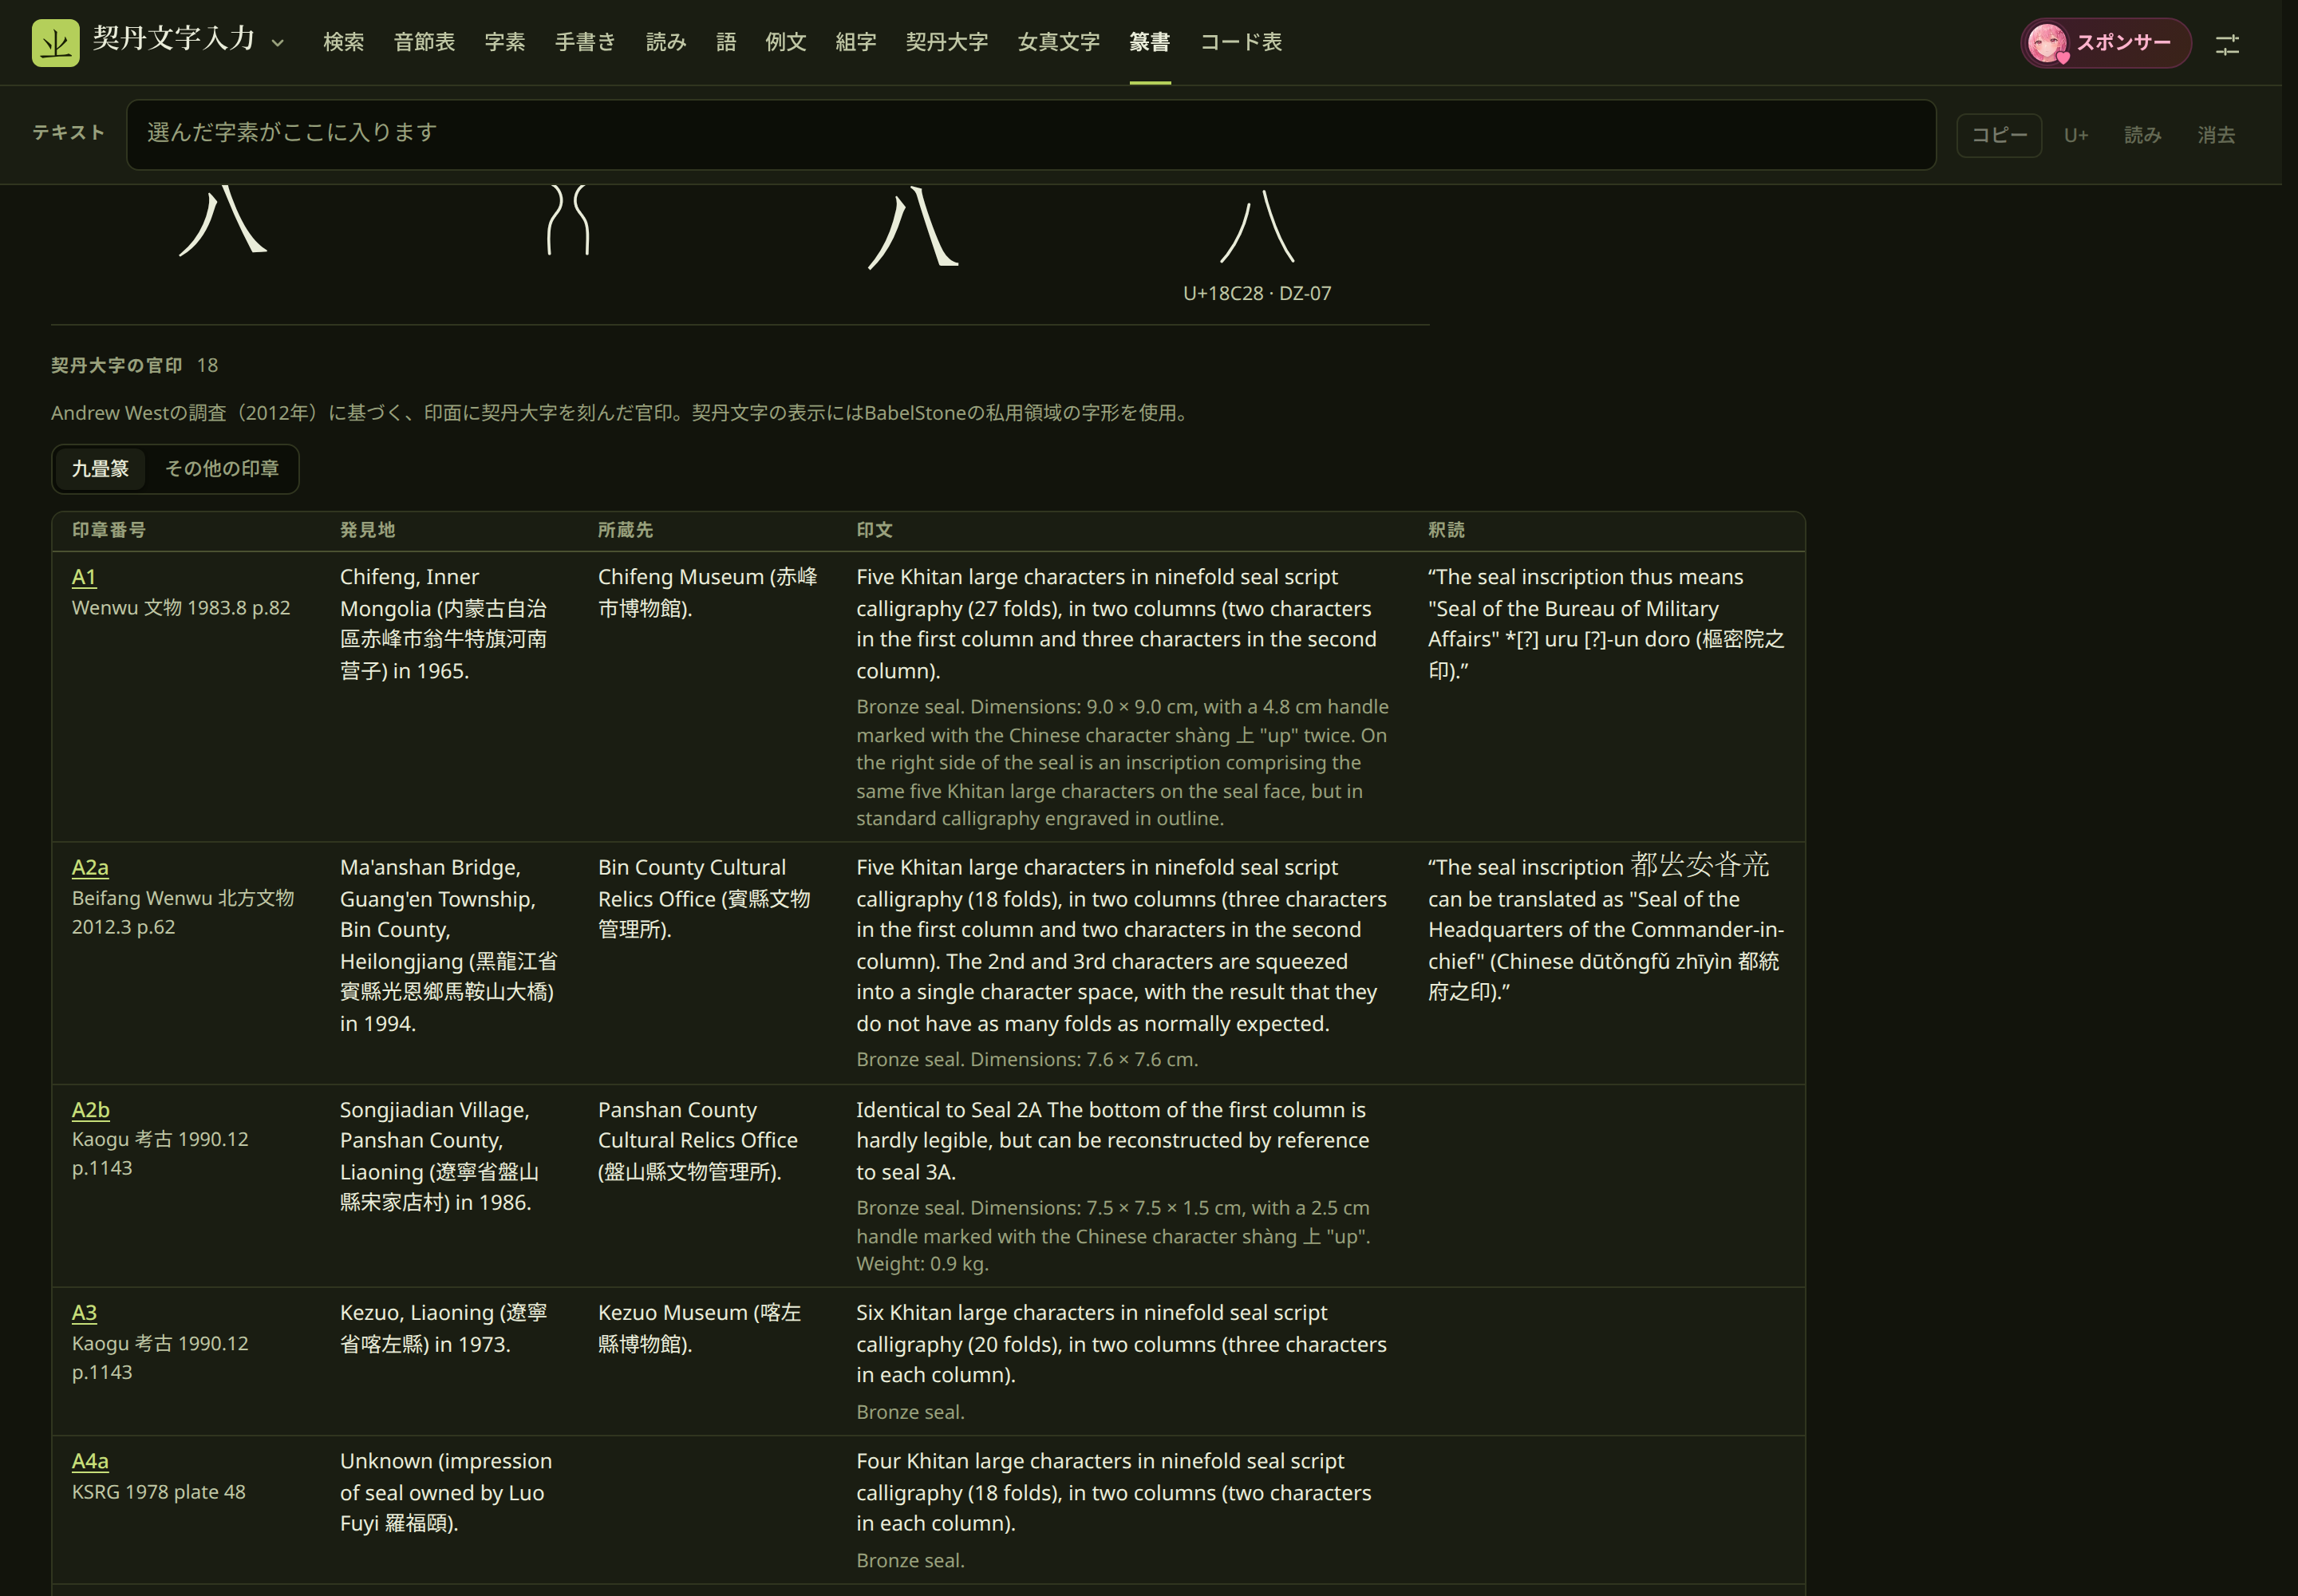 契丹文字入力 検索 音節表 字素 手書き 読み 語 例文 組字 契丹大字 女真文字 篆書 コード表 スポンサー
テキスト 選んだ字素がここに入ります コピー U+ 読み 消去
U+18C28 · DZ-07
契丹大字の官印 18
Andrew Westの調査（2012年）に基づく、印面に契丹大字を刻んだ官印。契丹文字の表示にはBabelStoneの私用領域の字形を使用。
九畳篆 その他の印章
印章番号 発見地 所蔵先 印文 釈読
A1
Wenwu 文物 1983.8 p.82
Chifeng, Inner
Mongolia (内蒙古自治
區赤峰市翁牛特旗河南
营子) in 1965.
Chifeng Museum (赤峰
市博物館).
Five Khitan large characters in ninefold seal script
calligraphy (27 folds), in two columns (two characters
in the first column and three characters in the second
column).
Bronze seal. Dimensions: 9.0 × 9.0 cm, with a 4.8 cm handle
marked with the Chinese character shàng 上 "up" twice. On
the right side of the seal is an inscription comprising the
same five Khitan large characters on the seal face, but in
standard calligraphy engraved in outline.
“The seal inscription thus means
"Seal of the Bureau of Military
Affairs" *[?] uru [?]-un doro (樞密院之
印).”
A2a
Beifang Wenwu 北方文物
2012.3 p.62
Ma'anshan Bridge,
Guang'en Township,
Bin County,
Heilongjiang (黑龍江省
賓縣光恩鄉馬鞍山大橋)
in 1994.
Bin County Cultural
Relics Office (賓縣文物
管理所).
Five Khitan large characters in ninefold seal script
calligraphy (18 folds), in two columns (three characters
in the first column and two characters in the second
column). The 2nd and 3rd characters are squeezed
into a single character space, with the result that they
do not have as many folds as normally expected.
Bronze seal. Dimensions: 7.6 × 7.6 cm.
“The seal inscription
can be translated as "Seal of the
Headquarters of the Commander-in-
chief" (Chinese dūtǒngfǔ zhīyìn 都統
府之印).”
A2b
Kaogu 考古 1990.12
p.1143
Songjiadian Village,
Panshan County,
Liaoning (遼寧省盤山
縣宋家店村) in 1986.
Panshan County
Cultural Relics Office
(盤山縣文物管理所).
Identical to Seal 2A The bottom of the first column is
hardly legible, but can be reconstructed by reference
to seal 3A.
Bronze seal. Dimensions: 7.5 × 7.5 × 1.5 cm, with a 2.5 cm
handle marked with the Chinese character shàng 上 "up".
Weight: 0.9 kg.
A3
Kaogu 考古 1990.12
p.1143
Kezuo, Liaoning (遼寧
省喀左縣) in 1973.
Kezuo Museum (喀左
縣博物館).
Six Khitan large characters in ninefold seal script
calligraphy (20 folds), in two columns (three characters
in each column).
Bronze seal.
A4a
KSRG 1978 plate 48
Unknown (impression
of seal owned by Luo
Fuyi 羅福頤).
Four Khitan large characters in ninefold seal script
calligraphy (18 folds), in two columns (two characters
in each column).
Bronze seal.